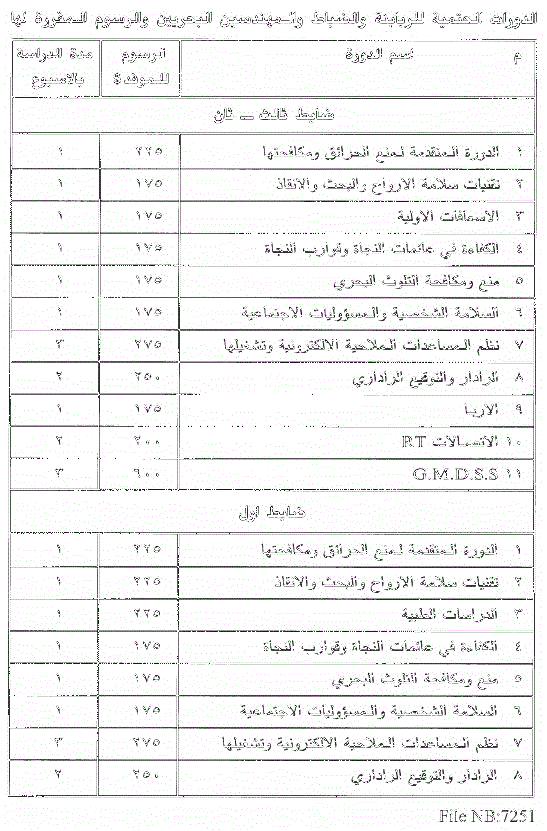 الدورات الحتمية للربابنة والضباط والمهندسين البحريين والرسوم المقررة لها
م اسم الدورة الرسوم للموفدة مدة الدراسة بالاسبوع
ضابط ثالث – ثان
١ الدورة المتقدمة لمنع الحرائق ومكافحتها ٢٢٥ ١
٢ تقنيات سلامة الارواح والبحث والانقاذ ١٧٥ ١
٣ الاسعافات الاولية ١٧٥ ١
٤ الكفاءة في عائمات النجاة وقوارب النجاة ١٧٥ ١
٥ منع ومكافحة التلوث البحري ١٧٥ ١
٦ السلامة الشخصية والمسؤوليات الاجتماعية ١٧٥ ١
٧ نظم المساعدات الملاحية الالكترونية وتشغيلها ٢٧٥ ٣
٨ الرادار والتوقيع الراداري ٢٥٠ ٢
٩ الاربا ١٧٥ ١
١٠ الاتصالات RT ٢٠٠ ٢
١١ G.M.D.S.S ٦٠٠ ٣
ضابط اول
١ الدورة المتقدمة لمنع الحرائق ومكافحتها ٢٢٥ ١
٢ تقنيات سلامة الارواح والبحث والانقاذ ٢٢٥ ١
٣ الدراسات الطبية ٢٢٥ ١
٤ الكفاءة في عائمات النجاة وقوارب النجاة ١٧٥ ١
٥ منع ومكافحة التلوث البحري ١٧٥ ١
٦ السلامة الشخصية والمسؤوليات الاجتماعية ١٧٥ ١
٧ نظم المساعدات الملاحية الالكترونية وتشغيلها ٢٧٥ ٣
٨ الرادار والتوقيع الراداري ٢٥٠ ٢
File NB:7251